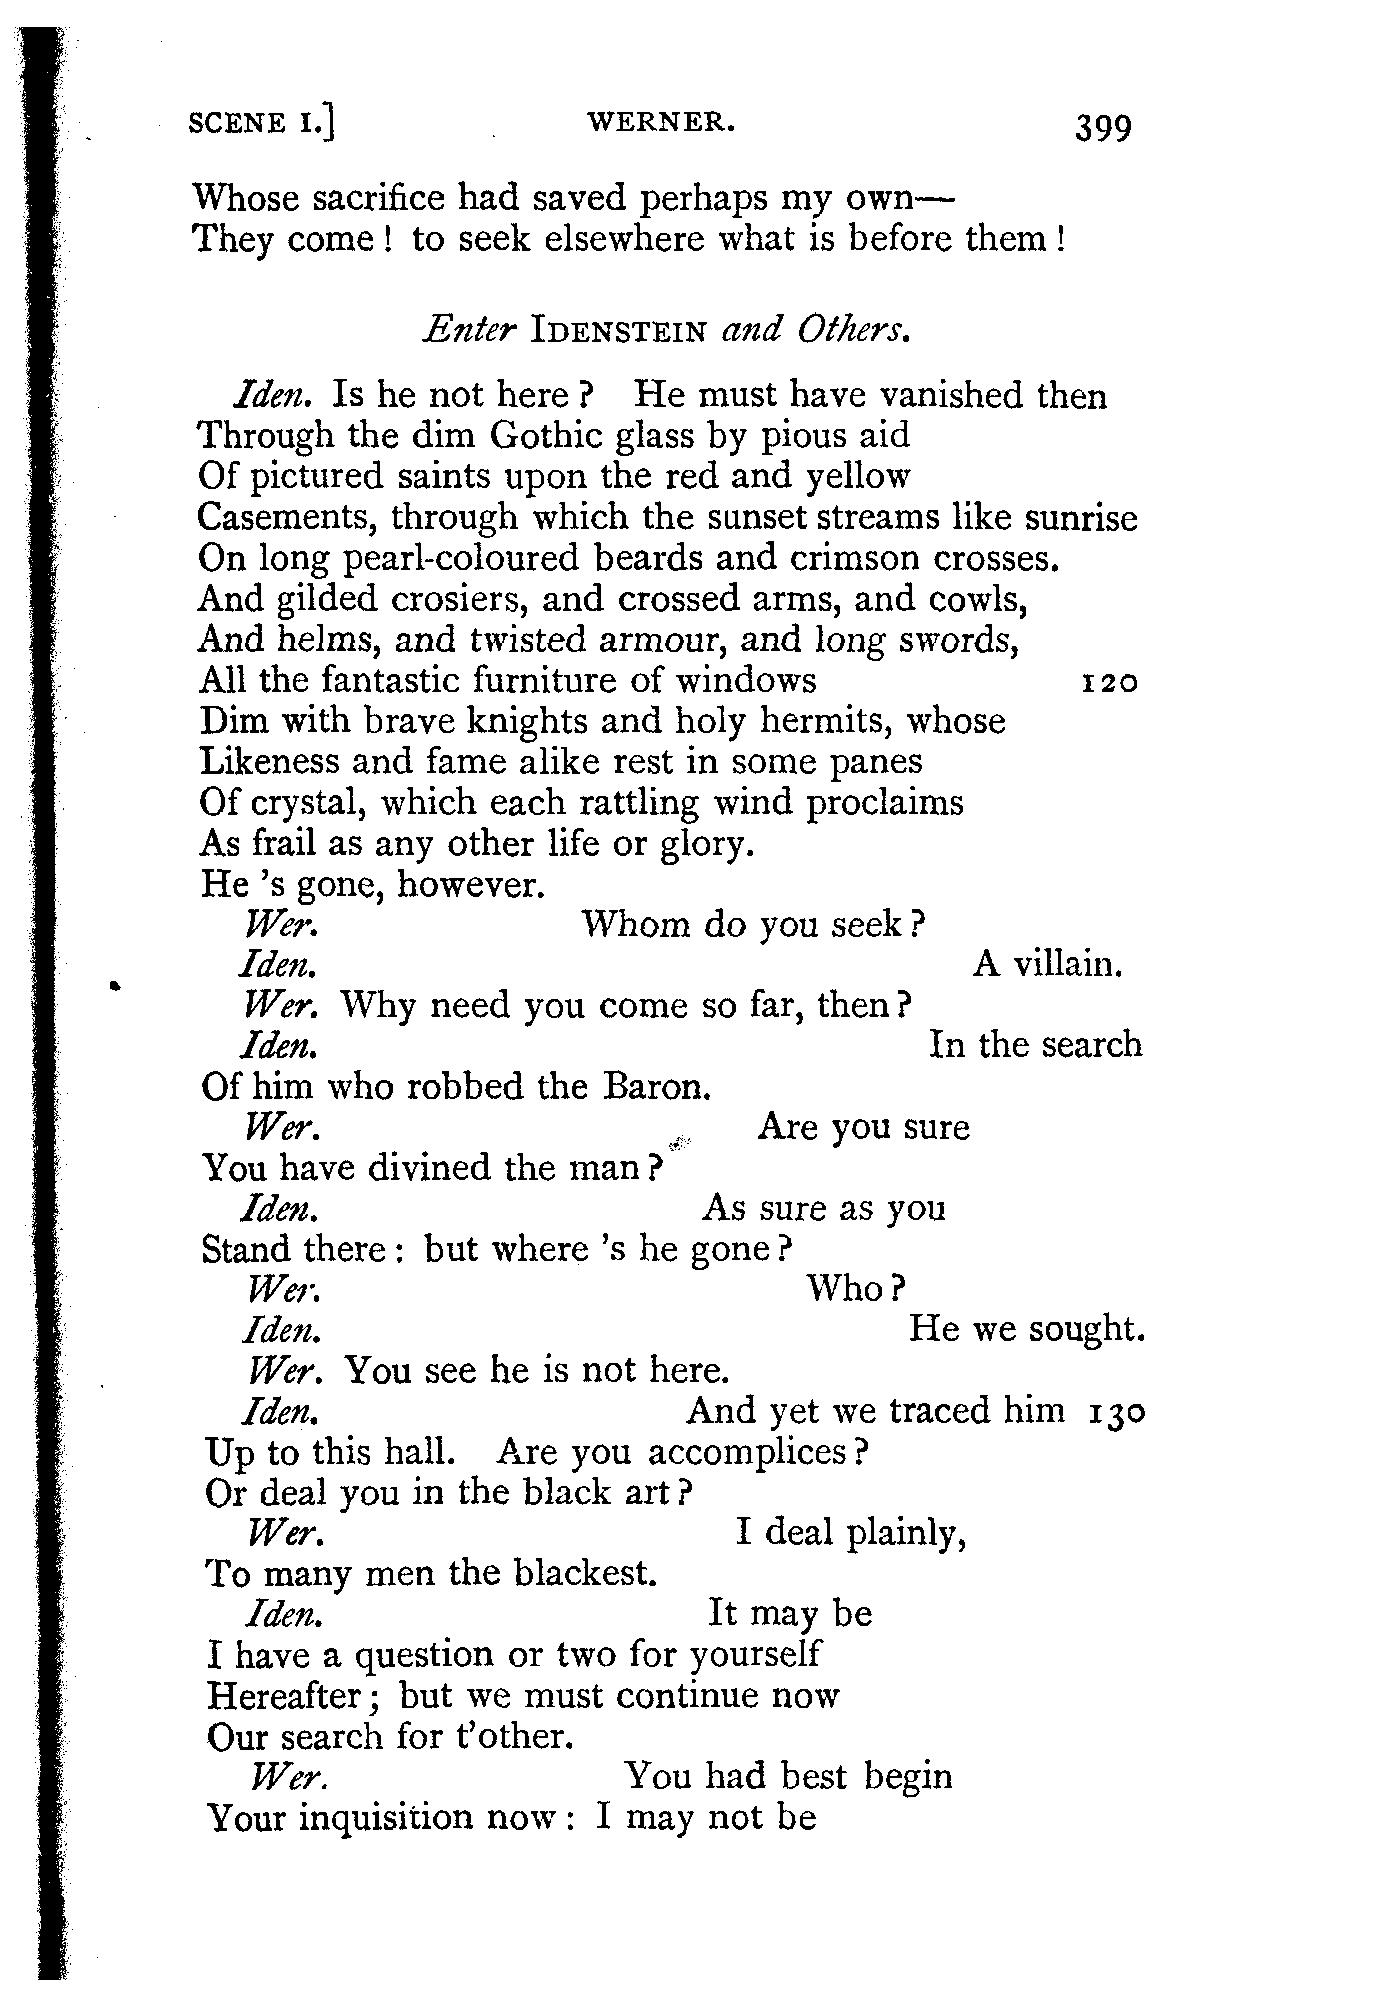 SCENE I.] WERNER. 399
Whose sacrifice had saved perhaps my own—
They come! to seek elsewhere what is before them!
Enter IDENSTEIN and Others.
Iden. Is he not here? He must have vanished then
Through the dim Gothic glass by pious aid
Of pictured saints upon the red and yellow
Casements, through which the sunset streams like sunrise
On long pearl-coloured beards and crimson crosses.
And gilded crosiers, and crossed arms, and cowls,
And helms, and twisted armour, and long swords,
All the fantastic furniture of windows 120
Dim with brave knights and holy hermits, whose
Likeness and fame alike rest in some panes
Of crystal, which each rattling wind proclaims
As frail as any other life or glory.
He 's gone, however.
Wer. Whom do you seek?
Iden. A villain.
Wer. Why need you come so far, then?
Iden. In the search
Of him who robbed the Baron.
Wer. Are you sure
You have divined the man?
Iden. As sure as you
Stand there: but where 's he gone?
Wer. Who?
Iden. He we sought.
Wer. You see he is not here.
Iden. And yet we traced him 130
Up to this hall. Are you accomplices?
Or deal you in the black art?
Wer. I deal plainly,
To many men the blackest.
Iden. It may be
I have a question or two for yourself
Hereafter; but we must continue now
Our search for t'other.
Wer. You had best begin
Your inquisition now: I may not be